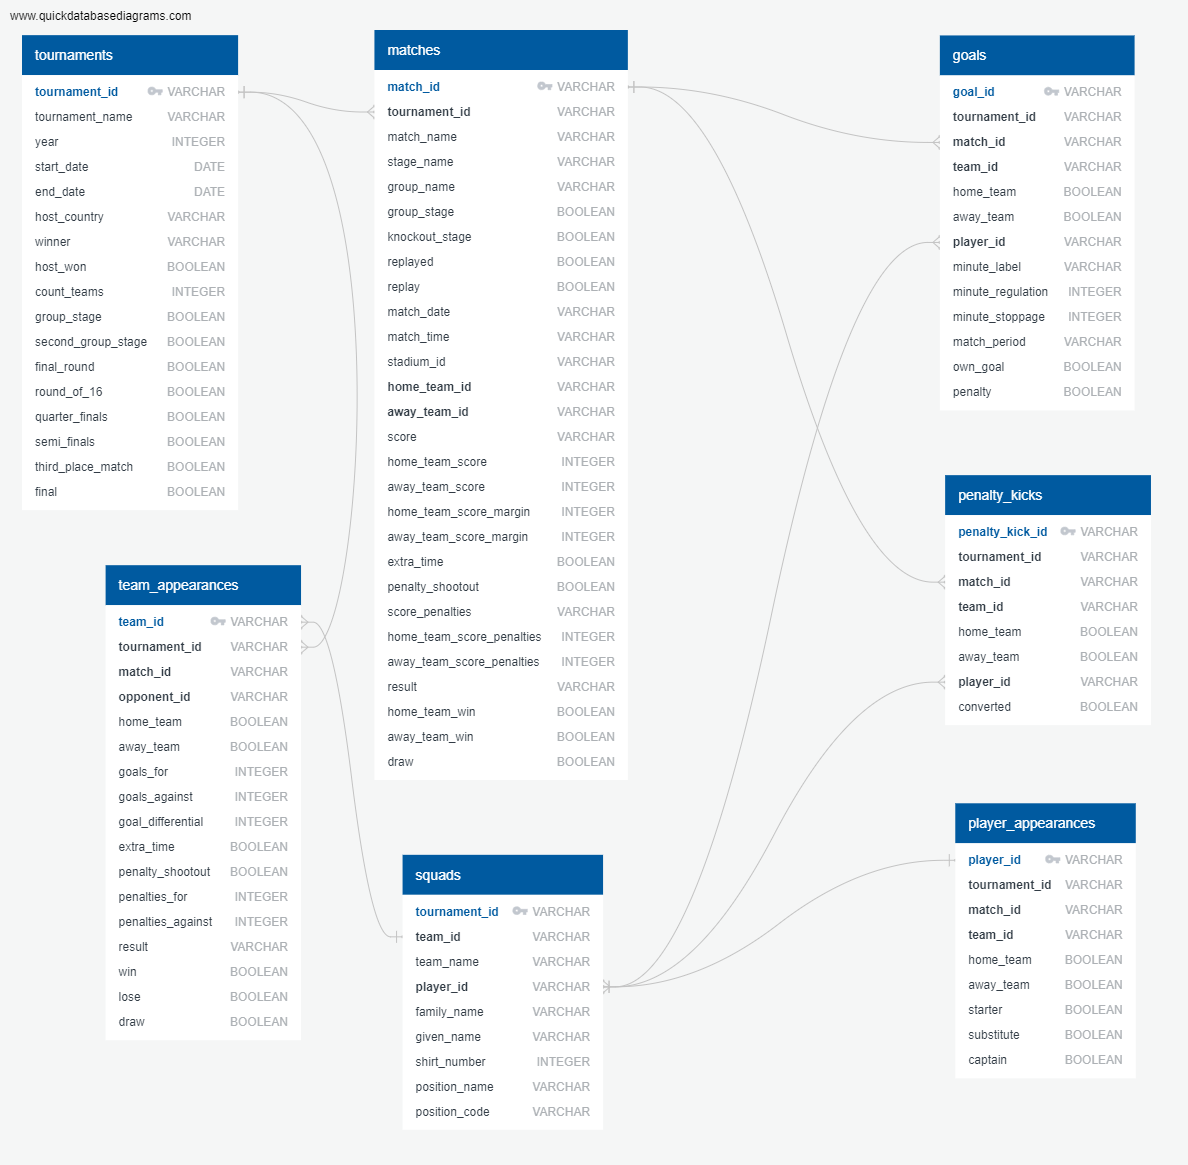 www.quickdatabasediagrams.com
tournaments
tournament_id VARCHAR
tournament_name VARCHAR
year INTEGER
start_date DATE
end_date DATE
host_country VARCHAR
winner VARCHAR
host_won BOOLEAN
count_teams INTEGER
group_stage BOOLEAN
second_group_stage BOOLEAN
final_round BOOLEAN
round_of_16 BOOLEAN
quarter_finals BOOLEAN
semi_finals BOOLEAN
third_place_match BOOLEAN
final BOOLEAN
team_appearances
team_id VARCHAR
tournament_id VARCHAR
match_id VARCHAR
opponent_id VARCHAR
home_team BOOLEAN
away_team BOOLEAN
goals_for INTEGER
goals_against INTEGER
goal_differential INTEGER
extra_time BOOLEAN
penalty_shootout BOOLEAN
penalties_for INTEGER
penalties_against INTEGER
result VARCHAR
win BOOLEAN
lose BOOLEAN
draw BOOLEAN
matches
match_id VARCHAR
tournament_id VARCHAR
match_name VARCHAR
stage_name VARCHAR
group_name VARCHAR
group_stage BOOLEAN
knockout_stage BOOLEAN
replayed BOOLEAN
replay BOOLEAN
match_date VARCHAR
match_time VARCHAR
stadium_id VARCHAR
home_team_id VARCHAR
away_team_id VARCHAR
score VARCHAR
home_team_score INTEGER
away_team_score INTEGER
home_team_score_margin INTEGER
away_team_score_margin INTEGER
extra_time BOOLEAN
penalty_shootout BOOLEAN
score_penalties VARCHAR
home_team_score_penalties INTEGER
away_team_score_penalties INTEGER
result VARCHAR
home_team_win BOOLEAN
away_team_win BOOLEAN
draw BOOLEAN
squads
tournament_id VARCHAR
team_id VARCHAR
team_name VARCHAR
player_id VARCHAR
family_name VARCHAR
given_name VARCHAR
shirt_number INTEGER
position_name VARCHAR
position_code VARCHAR
goals
goal_id VARCHAR
tournament_id VARCHAR
match_id VARCHAR
team_id VARCHAR
home_team BOOLEAN
away_team BOOLEAN
player_id VARCHAR
minute_label VARCHAR
minute_regulation INTEGER
minute_stoppage INTEGER
match_period VARCHAR
own_goal BOOLEAN
penalty BOOLEAN
penalty_kicks
penalty_kick_id VARCHAR
tournament_id VARCHAR
match_id VARCHAR
team_id VARCHAR
home_team BOOLEAN
away_team BOOLEAN
player_id VARCHAR
converted BOOLEAN
player_appearances
player_id VARCHAR
tournament_id VARCHAR
match_id VARCHAR
team_id VARCHAR
home_team BOOLEAN
away_team BOOLEAN
starter BOOLEAN
substitute BOOLEAN
captain BOOLEAN